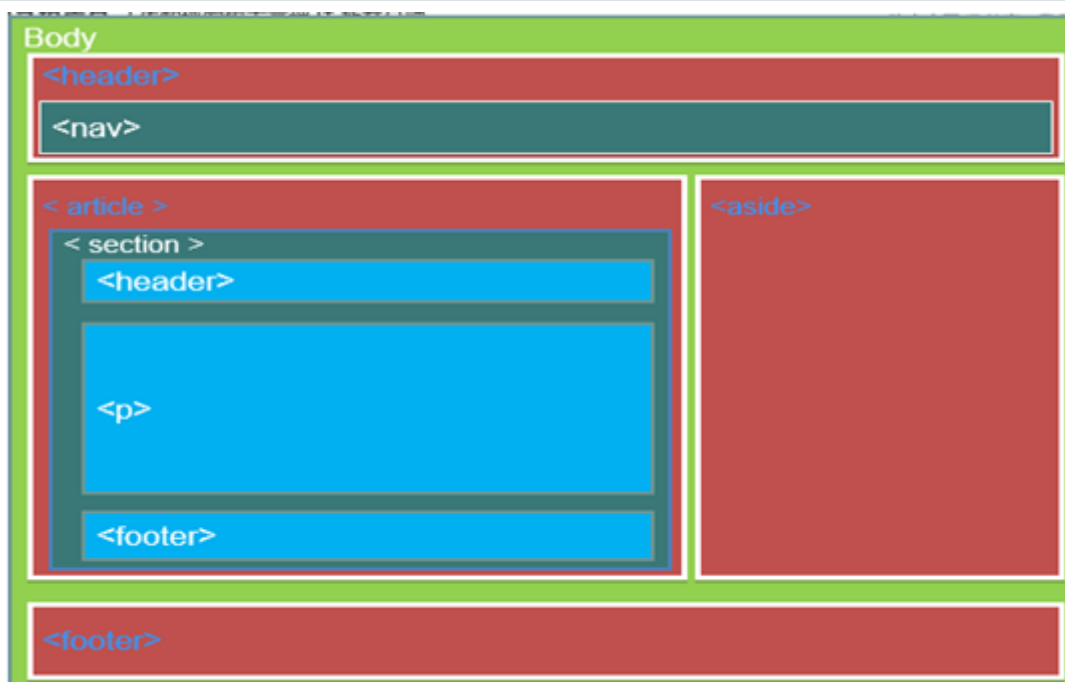 Body
<header>
<nav>
< article >
<aside>
< section >
<header>
<p>
<footer>
<footer>